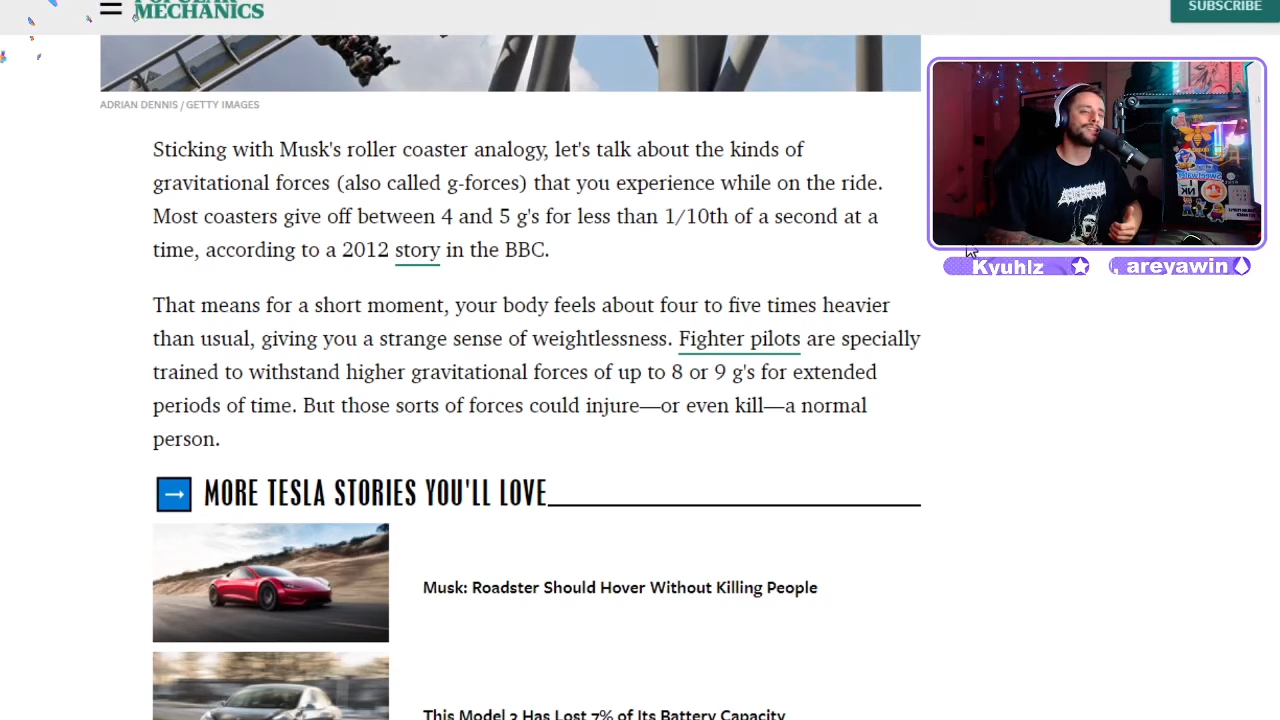 POPULAR
MECHANICS
SUBSCRIBE
ADRIAN DENNIS / GETTY IMAGES
Sticking with Musk's roller coaster analogy, let's talk about the kinds of
gravitational forces (also called g-forces) that you experience while on the ride.
Most coasters give off between 4 and 5 g's for less than 1/10th of a second at a
time, according to a 2012 story in the BBC.
Kyuhlz
areyawin
That means for a short moment, your body feels about four to five times heavier
than usual, giving you a strange sense of weightlessness. Fighter pilots are specially
trained to withstand higher gravitational forces of up to 8 or 9 g's for extended
periods of time. But those sorts of forces could injure—or even kill—a normal
person.
MORE TESLA STORIES YOU'LL LOVE
Musk: Roadster Should Hover Without Killing People
This Model 3 Has Lost 7% of Its Battery Capacity